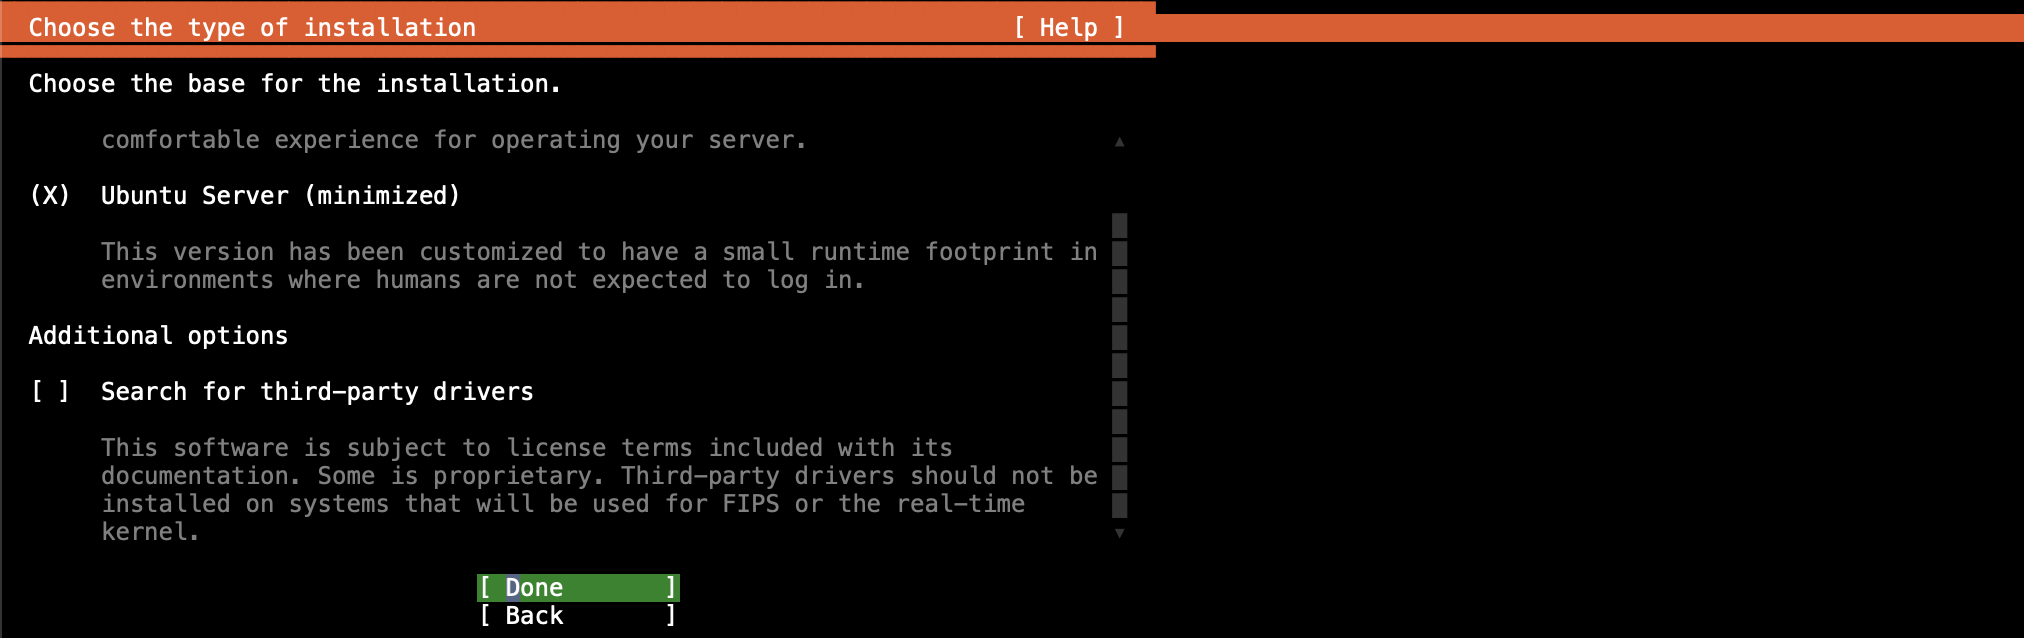 Choose the type of installation [ Help ]
Choose the base for the installation.
comfortable experience for operating your server.
(X) Ubuntu Server (minimized)
This version has been customized to have a small runtime footprint in
environments where humans are not expected to log in.
Additional options
[ ] Search for third-party drivers
This software is subject to license terms included with its
documentation. Some is proprietary. Third-party drivers should not be
installed on systems that will be used for FIPS or the real-time
kernel.
[ Done ]
[ Back ]